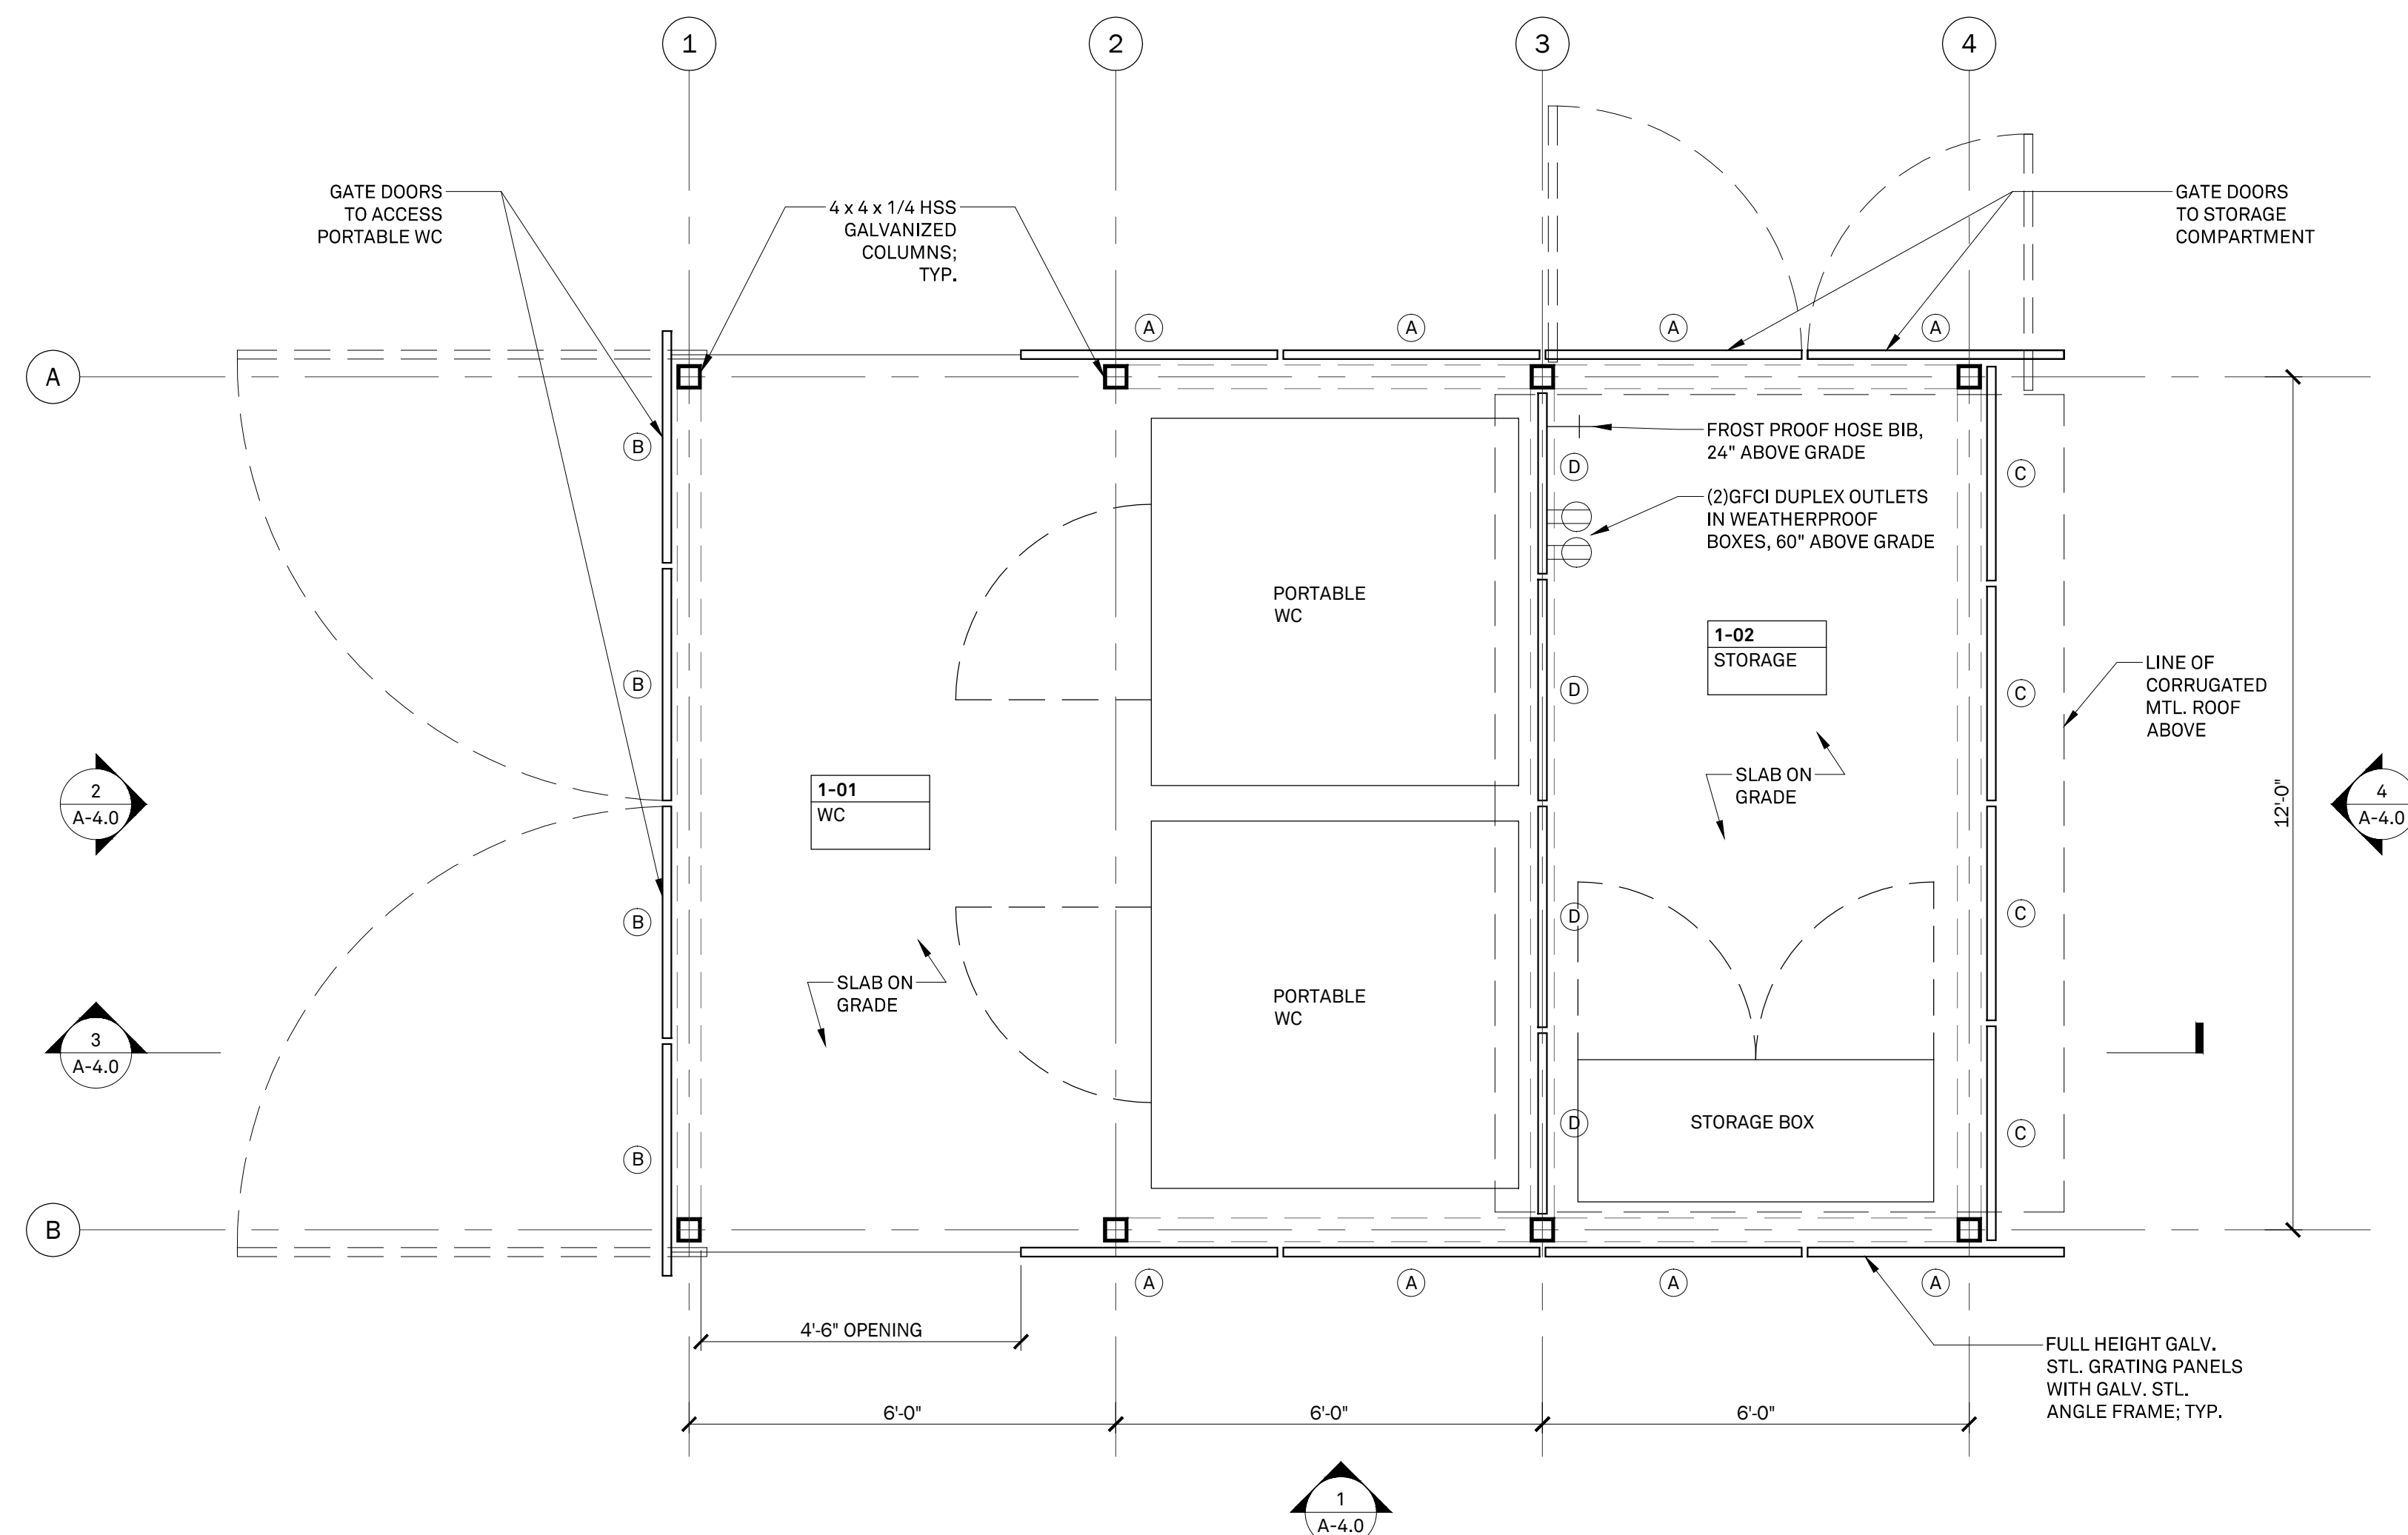 1
2
3
4
GATE DOORS
TO ACCESS
PORTABLE WC
4 x 4 x 1/4 HSS
GALVANIZED
COLUMNS;
TYP.
GATE DOORS
TO STORAGE
COMPARTMENT
A
A
A
A
A
B
B
B
B
FROST PROOF HOSE BIB,
24" ABOVE GRADE
D
(2)GFCI DUPLEX OUTLETS
IN WEATHERPROOF
BOXES, 60" ABOVE GRADE
C
PORTABLE
WC
D
1-02
STORAGE
C
LINE OF
CORRUGATED
MTL. ROOF
ABOVE
2
A-4.0
1-01
WC
SLAB ON
GRADE
12'-0"
4
A-4.0
D
C
SLAB ON
GRADE
PORTABLE
WC
3
A-4.0
D
STORAGE BOX
C
B
A
A
A
A
4'-6" OPENING
FULL HEIGHT GALV.
STL. GRATING PANELS
WITH GALV. STL.
ANGLE FRAME; TYP.
6'-0"
6'-0"
6'-0"
1
A-4.0